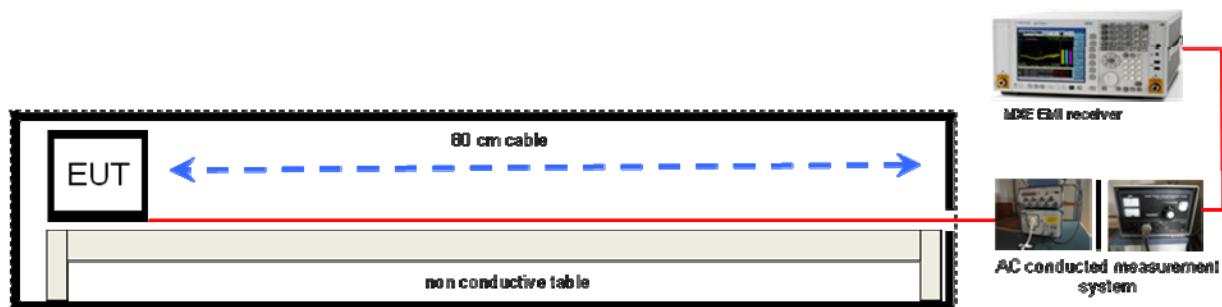 MXE EMI receiver
80 cm cable
EUT
non conductive table
AC conducted measurement
system